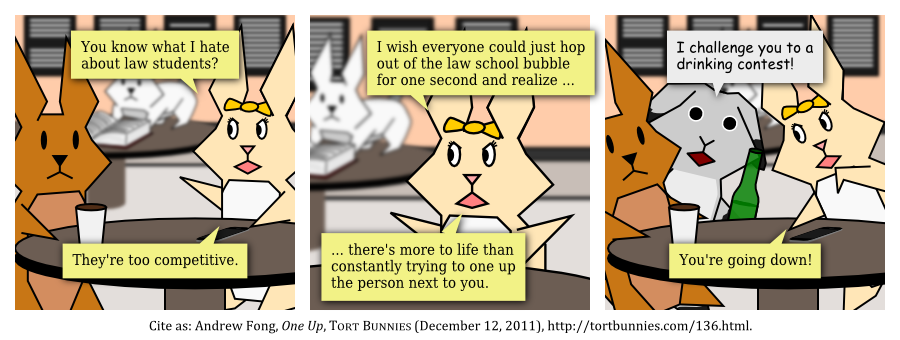 You know what I hate
about law students?
They're too competitive.
I wish everyone could just hop
out of the law school bubble
for one second and realize ...
... there's more to life than
constantly trying to one up
the person next to you.
I challenge you to a
drinking contest!
You're going down!
Cite as: Andrew Fong, One Up, TORT BUNNIES (December 12, 2011), http://tortbunnies.com/136.html.